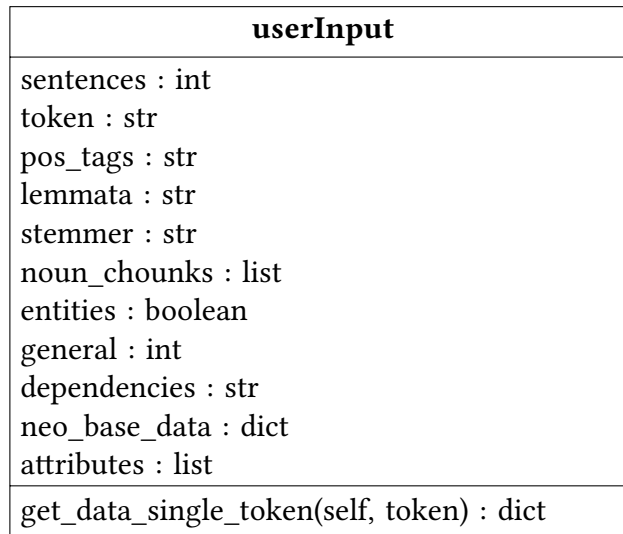 userInput
sentences : int
token : str
pos_tags : str
lemmata : str
stemmer : str
noun_chounks : list
entities : boolean
general : int
dependencies : str
neo_base_data : dict
attributes : list
get_data_single_token(self, token) : dict